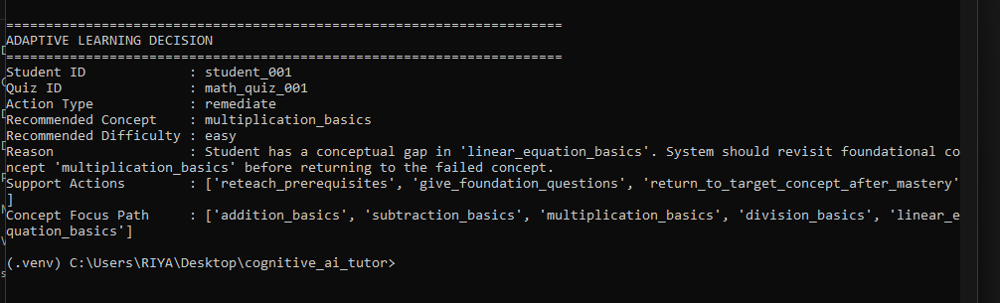 ======================================================================
ADAPTIVE LEARNING DECISION
======================================================================
Student ID             : student_001
Quiz ID                : math_quiz_001
Action Type            : remediate
Recommended Concept    : multiplication_basics
Recommended Difficulty : easy
Reason                 : Student has a conceptual gap in 'linear_equation_basics'. System should revisit foundational co
ncept 'multiplication_basics' before returning to the failed concept.
Support Actions        : ['reteach_prerequisites', 'give_foundation_questions', 'return_to_target_concept_after_mastery'
]
Concept Focus Path     : ['addition_basics', 'subtraction_basics', 'multiplication_basics', 'division_basics', 'linear_e
quation_basics']
(.venv) C:\Users\RIYA\Desktop\cognitive_ai_tutor>